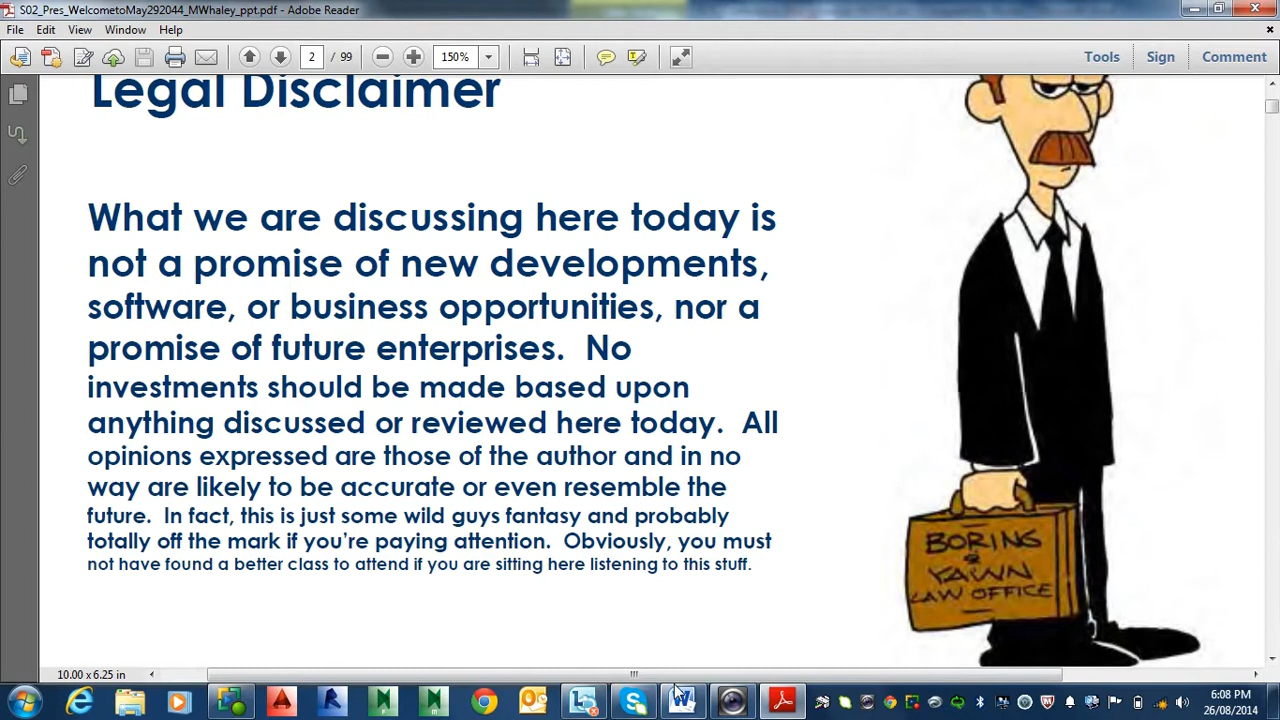 S02_Pres_WelcometoMay292044_MWhaley_ppt.pdf - Adobe Reader
File Edit View Window Help
2 / 99 150% Tools Sign Comment
Legal Disclaimer
What we are discussing here today is
not a promise of new developments,
software, or business opportunities, nor a
promise of future enterprises. No
investments should be made based upon
anything discussed or reviewed here today. All
opinions expressed are those of the author and in no
way are likely to be accurate or even resemble the
future. In fact, this is just some wild guys fantasy and probably
totally off the mark if you're paying attention. Obviously, you must
not have found a better class to attend if you are sitting here listening to this stuff.
BORING
&
YAWN
LAW OFFICE
10.00 x 6.25 in
6:08 PM
26/08/2014